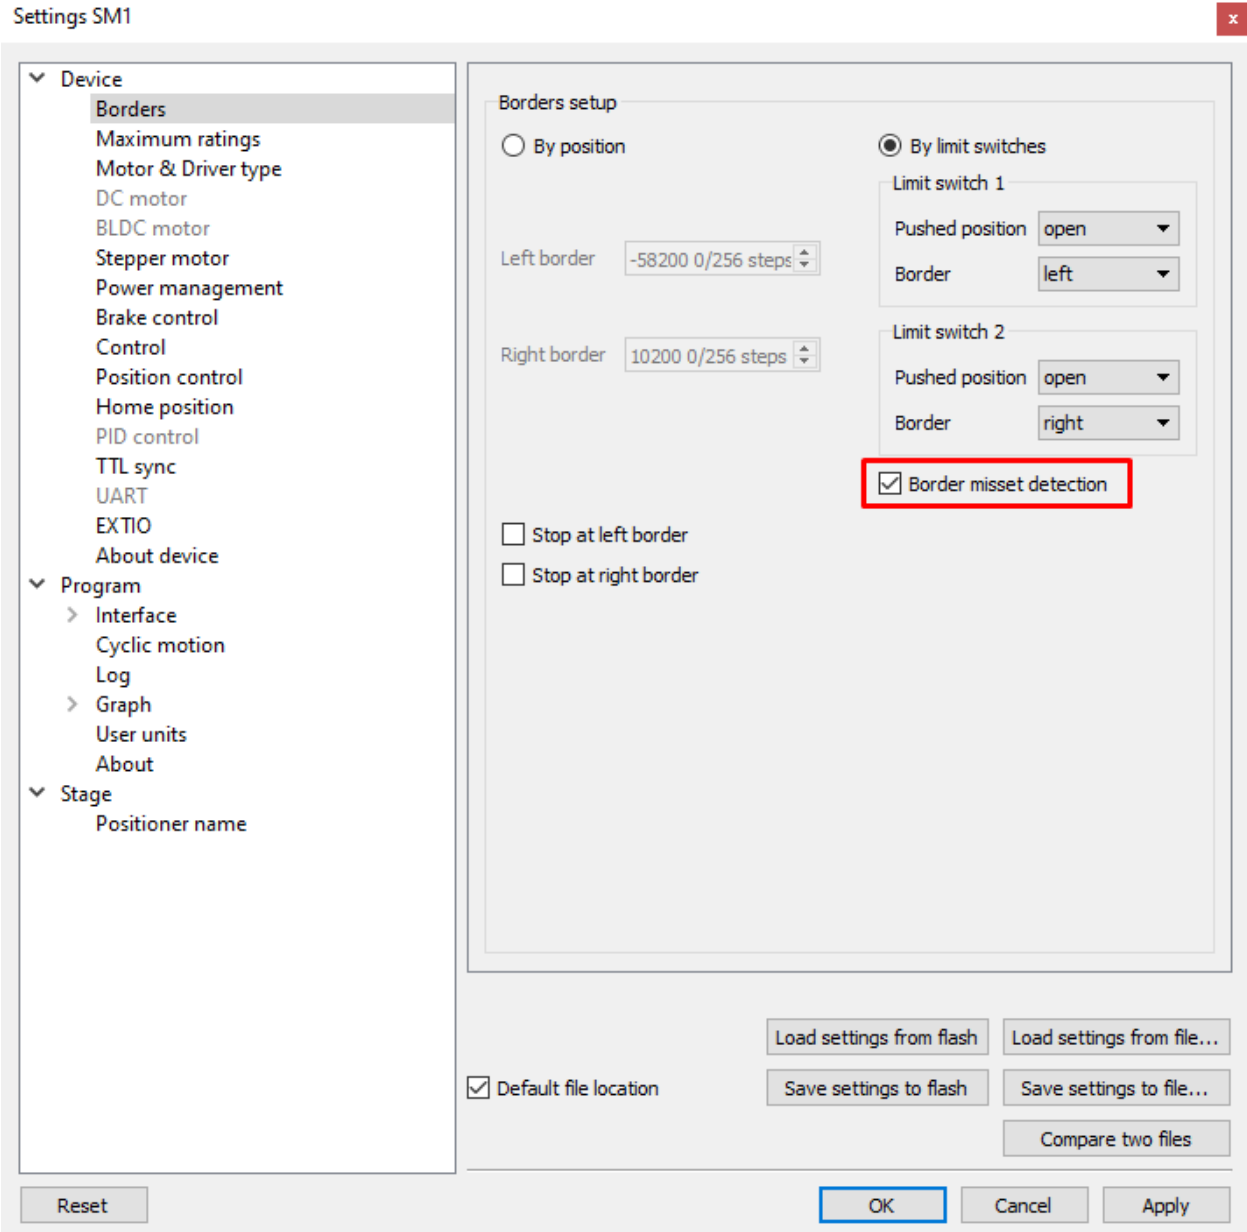 Settings SM1
x
Device
Borders
Maximum ratings
Motor & Driver type
DC motor
BLDC motor
Stepper motor
Power management
Brake control
Control
Position control
Home position
PID control
TTL sync
UART
EXTIO
About device
Program
Interface
Cyclic motion
Log
Graph
User units
About
Stage
Positioner name
Borders setup
By position
By limit switches
Limit switch 1
Pushed position open
Border left
Left border -58200 0/256 steps
Limit switch 2
Right border 10200 0/256 steps
Pushed position open
Border right
Border misset detection
Stop at left border
Stop at right border
Load settings from flash
Load settings from file...
Default file location
Save settings to flash
Save settings to file...
Compare two files
Reset
OK
Cancel
Apply